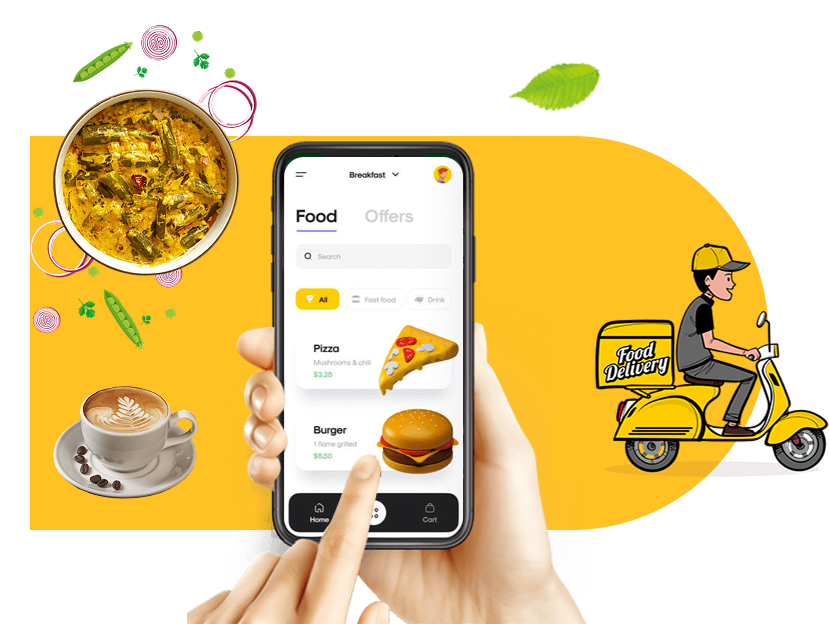 Breakfast
Food Offers
Search
All Fast food Drink
Pizza
Mushrooms & chili
$3,25
Burger
1 flame grilled
$6,50
Home Cart
Food
Delivery